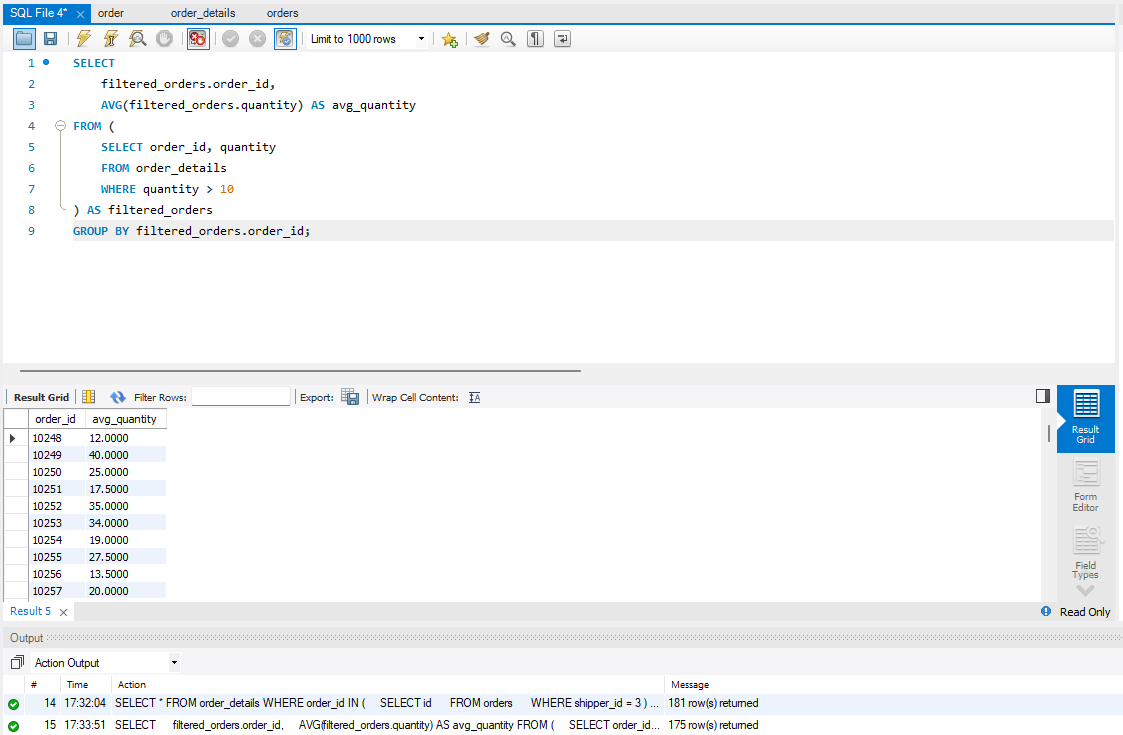 SQL File 4* order order_details orders
Limit to 1000 rows
1 SELECT
2 filtered_orders.order_id,
3 AVG(filtered_orders.quantity) AS avg_quantity
4 FROM (
5 SELECT order_id, quantity
6 FROM order_details
7 WHERE quantity > 10
8 ) AS filtered_orders
9 GROUP BY filtered_orders.order_id;
Result Grid Filter Rows: Export: Wrap Cell Content:
order_id avg_quantity
10248 12.0000
10249 40.0000
10250 25.0000
10251 17.5000
10252 35.0000
10253 34.0000
10254 19.0000
10255 27.5000
10256 13.5000
10257 20.0000
Result
Grid
Form
Editor
Field
Types
Result 5 Read Only
Output
Action Output
# Time Action Message
14 17:32:04 SELECT * FROM order_details WHERE order_id IN ( SELECT id FROM orders WHERE shipper_id = 3 ) ... 181 row(s) returned
15 17:33:51 SELECT filtered_orders.order_id, AVG(filtered_orders.quantity) AS avg_quantity FROM ( SELECT order_id... 175 row(s) returned